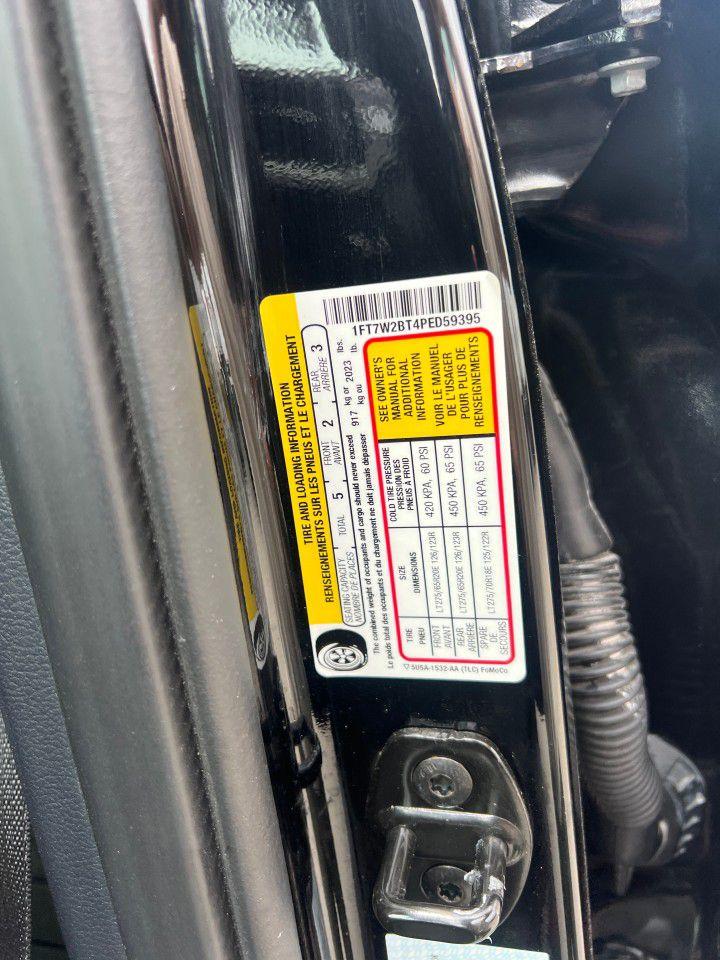 1FT7W2BT4PED59395
TIRE AND LOADING INFORMATION
RENSEIGNEMENTS SUR LES PNEUS ET LE CHARGEMENT
SEATING CAPACITY TOTAL 5 FRONT 2 REAR 3
NOMBRE DE PLACES AVANT ARRIÈRE
The combined weight of occupants and cargo should never exceed 917 kg or 2023 lbs.
Le poids total des occupants et du chargement ne doit jamais dépasser kg ou lb.
TIRE SIZE COLD TIRE PRESSURE
PNEU DIMENSIONS PRESSION DES
PNEUS À FROID
FRONT LT275/65R20E 126/123R 420 KPA, 60 PSI
AVANT
REAR LT275/65R20E 126/123R 450 KPA, 65 PSI
ARRIÈRE
SPARE LT275/70R18E 125/122R 450 KPA, 65 PSI
DE
SECOURS
SEE OWNER'S
MANUAL FOR
ADDITIONAL
INFORMATION
VOIR LE MANUEL
DE L'USAGER
POUR PLUS DE
RENSEIGNEMENTS
5U5A-1532-AA (TLC) FoMoCo